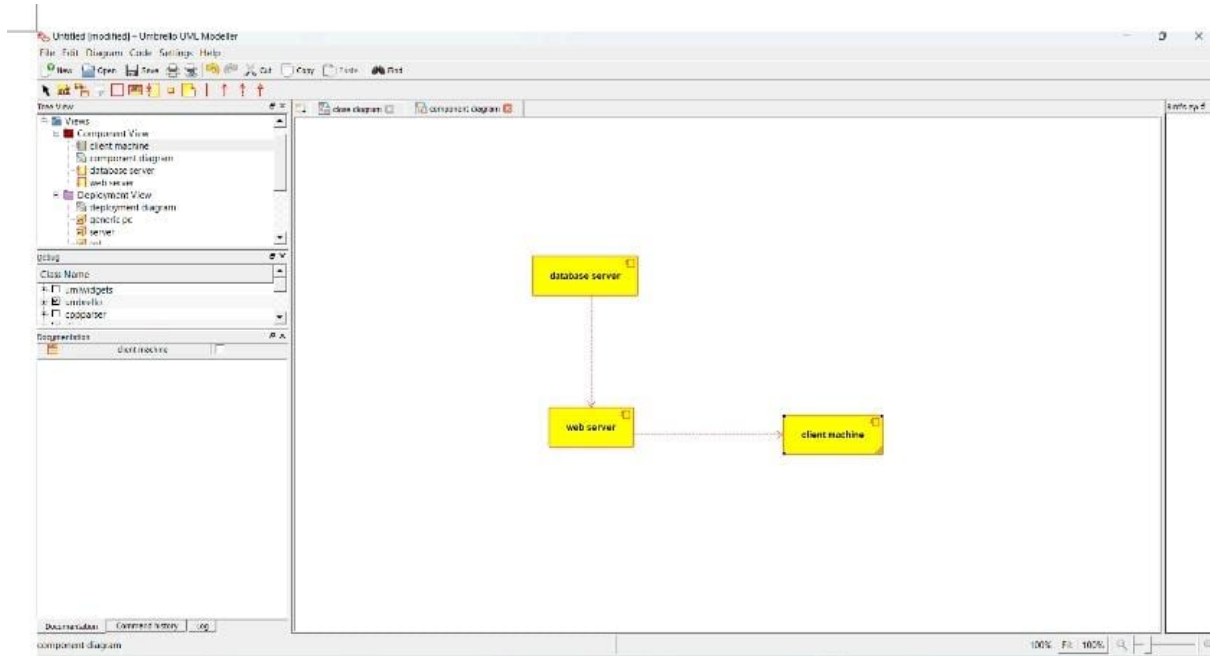 Untitled [modified] – Umbrello UML Modeller
File Edit Diagram Code Settings Help
New Open Save Cut Copy Paste Find
Tree View
Views
Component View
client machine
component diagram
database server
web server
Deployment View
deployment diagram
generic pc
server
Debug
Class Name
umlwidgets
umbrello
cppparser
Documentation
client machine
class diagram component diagram
database server
web server
client machine
Documentation Command history Log
component diagram
100% Fit 100%